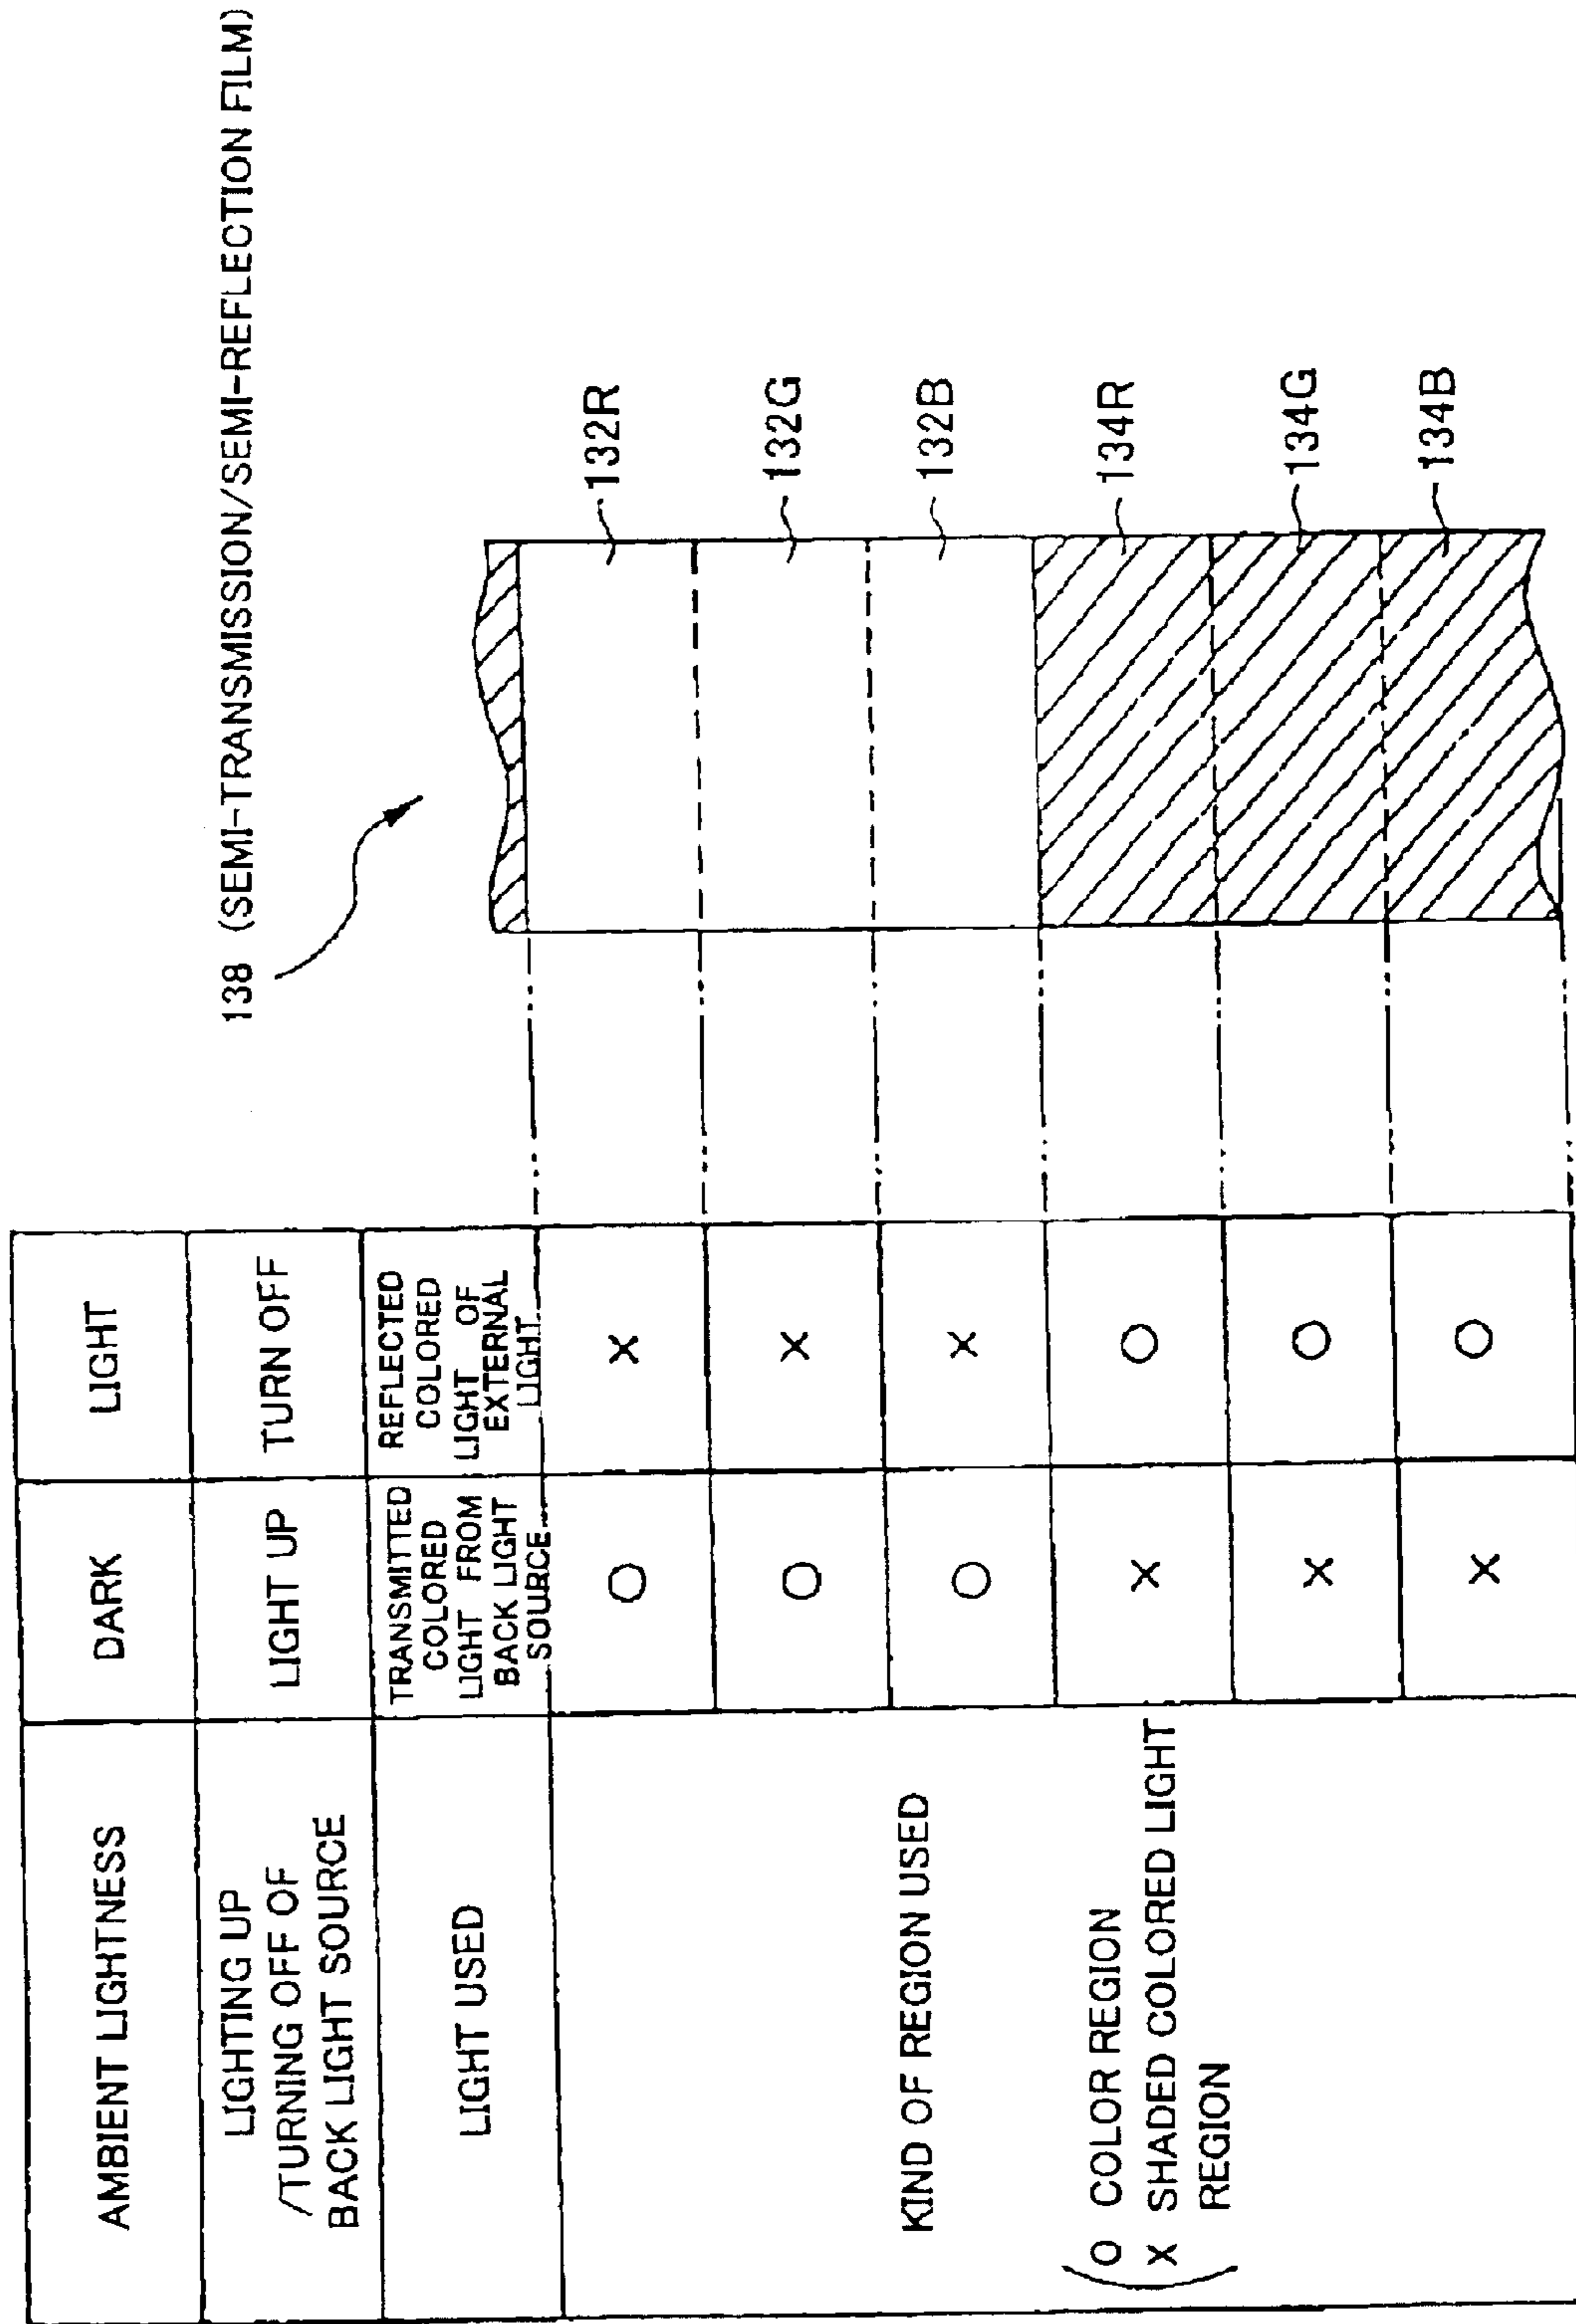 138 (SEMI-TRANSMISSION/SEMI-REFLECTION FILM)
AMBIENT LIGHTNESS
DARK
LIGHT
LIGHTING UP
/TURNING OFF OF
BACK LIGHT SOURCE
LIGHT UP
TURN OFF
LIGHT USED
TRANSMITTED
COLORED
LIGHT FROM
BACK LIGHT
SOURCE
REFLECTED
COLORED
LIGHT OF
EXTERNAL
LIGHT
KIND OF REGION USED
( O COLOR REGION
X SHADED COLORED LIGHT
REGION
O X 132R
O X 132G
O X 132B
X O 134R
X O 134G
X O 134B